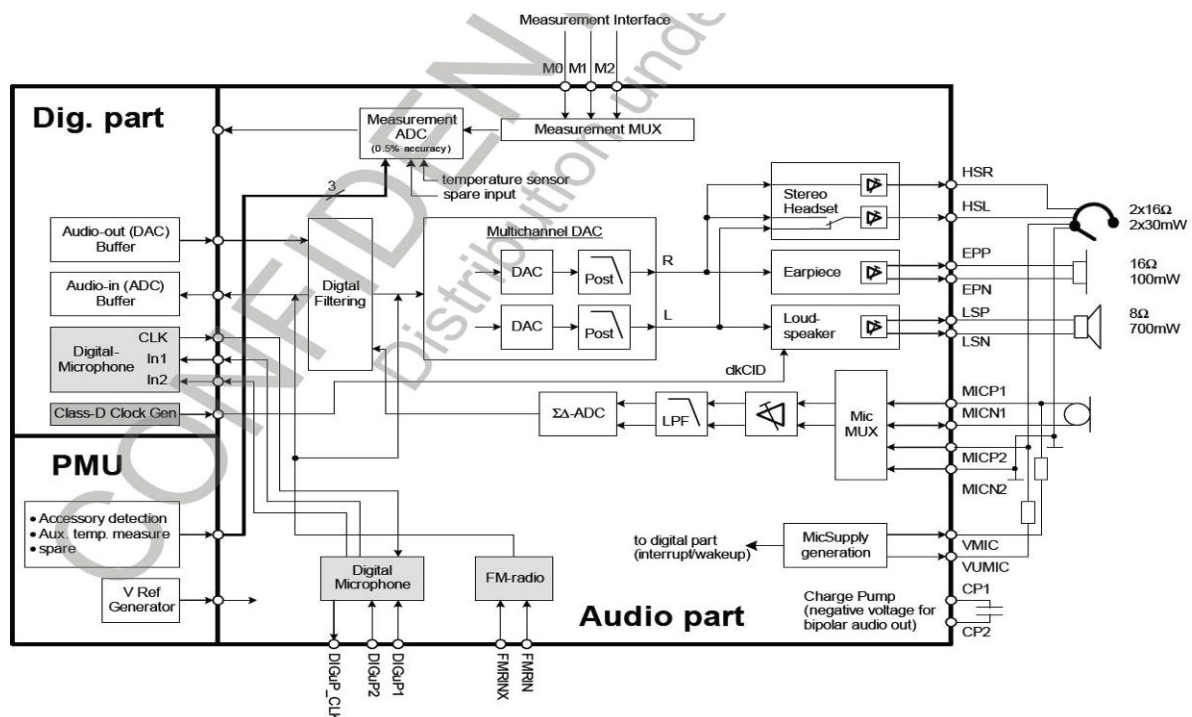 Measurement Interface
M0 M1 M2
Dig. part
Measurement
ADC
(0.5% accuracy)
Measurement MUX
temperature sensor
spare input
3
Audio-out (DAC)
Buffer
Audio-in (ADC)
Buffer
CLK
Digital-
Microphone
In1
In2
Class-D Clock Gen
Digtal
Filtering
Multichannel DAC
DAC
Post
R
DAC
Post
L
Stereo
Headset
Earpiece
Loud-
speaker
clkCID
HSR
HSL
2x16Ω
2x30mW
EPP
EPN
16Ω
100mW
LSP
LSN
8Ω
700mW
ΣΔ-ADC
LPF
Mic
MUX
MICP1
MICN1
MICP2
MICN2
PMU
• Accessory detection
• Aux. temp. measure
• spare
V Ref
Generator
to digital part
(interrupt/wakeup)
MicSupply
generation
VMIC
VUMIC
Digital
Microphone
FM-radio
Audio part
Charge Pump
(negative voltage for
bipolar audio out)
CP1
CP2
DIGuP_CLK
DIGuP2
DIGuP1
FMRINX
FMRIN
CONFIDEN
Distribution unde